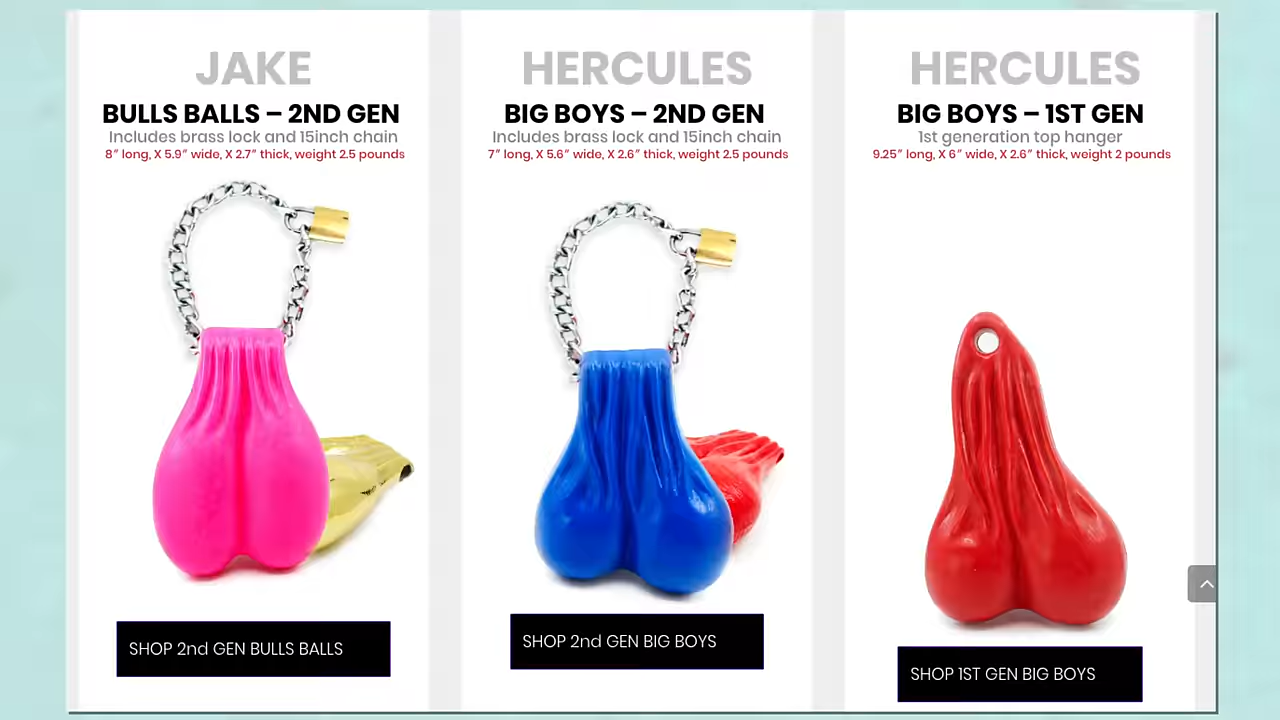 JAKE
BULLS BALLS – 2ND GEN
Includes brass lock and 15inch chain
8″ long, X 5.9″ wide, X 2.7″ thick, weight 2.5 pounds
SHOP 2nd GEN BULLS BALLS
HERCULES
BIG BOYS – 2ND GEN
Includes brass lock and 15inch chain
7″ long, X 5.6″ wide, X 2.6″ thick, weight 2.5 pounds
SHOP 2nd GEN BIG BOYS
HERCULES
BIG BOYS – 1ST GEN
1st generation top hanger
9.25″ long, X 6″ wide, X 2.6″ thick, weight 2 pounds
SHOP 1ST GEN BIG BOYS